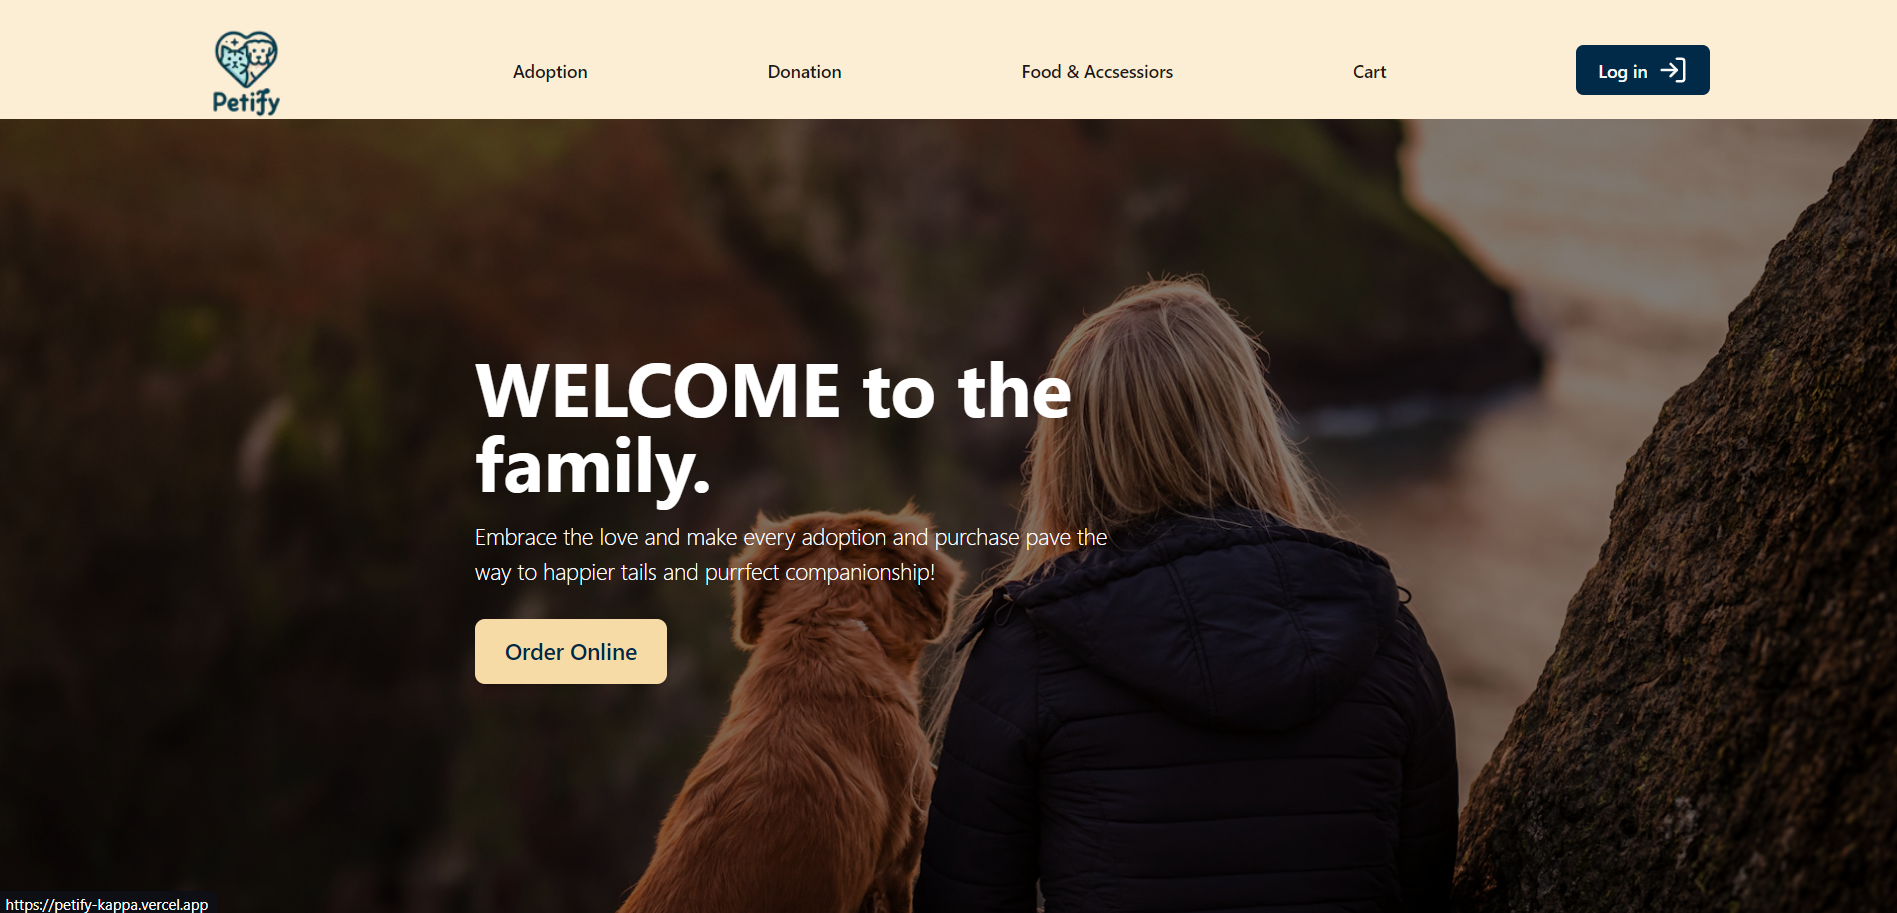 Petify
Adoption
Donation
Food & Accsessiors
Cart
Log in
WELCOME to the
family.
Embrace the love and make every adoption and purchase pave the
way to happier tails and purrfect companionship!
Order Online
https://petify-kappa.vercel.app